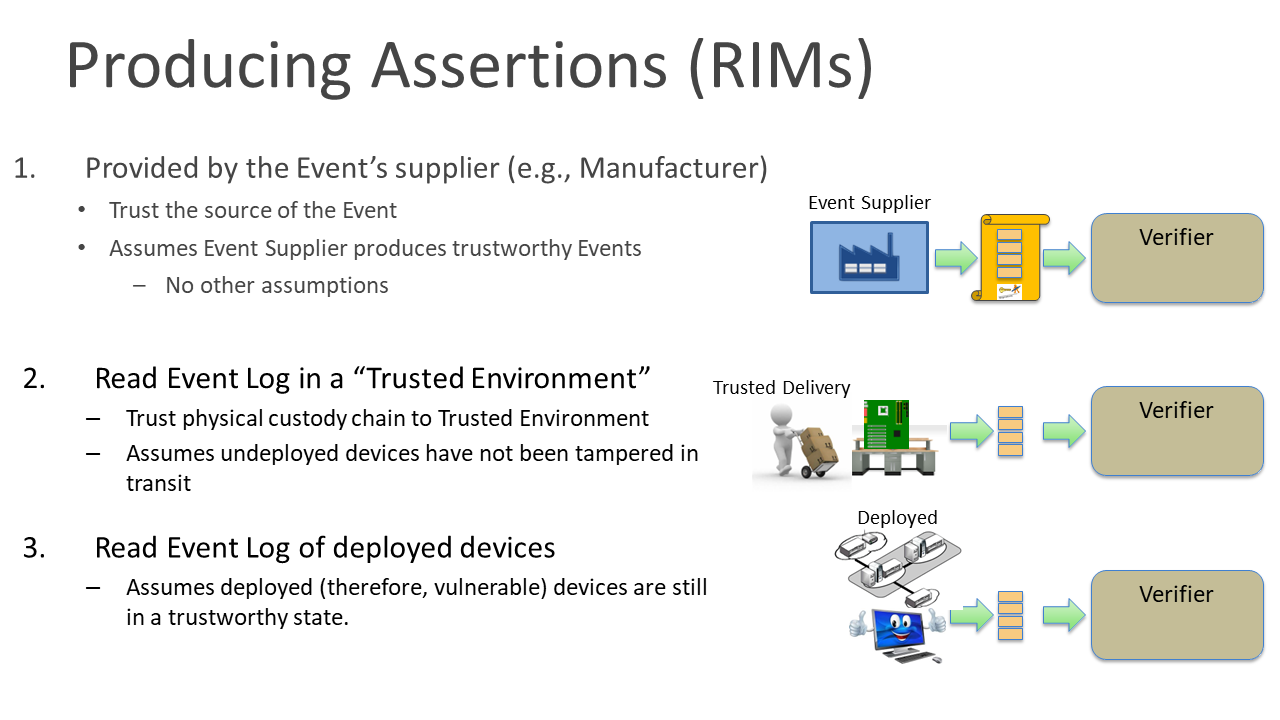 Producing Assertions (RIMs)
1. Provided by the Event’s supplier (e.g., Manufacturer)
• Trust the source of the Event
• Assumes Event Supplier produces trustworthy Events
– No other assumptions
Event Supplier
Verifier
2. Read Event Log in a “Trusted Environment”
– Trust physical custody chain to Trusted Environment
– Assumes undeployed devices have not been tampered in
transit
Trusted Delivery
Verifier
3. Read Event Log of deployed devices
– Assumes deployed (therefore, vulnerable) devices are still
in a trustworthy state.
Deployed
Verifier